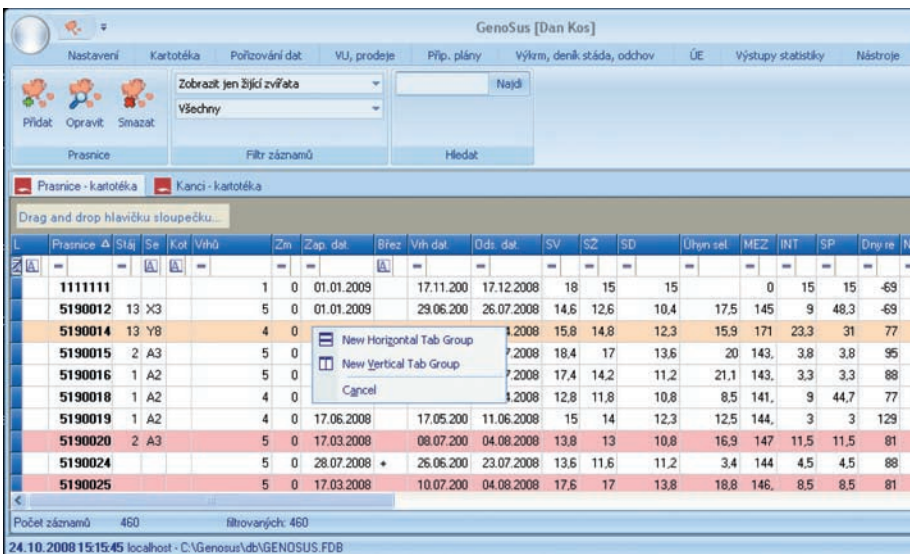 GenoSus [Dan Kos]
Nastavení Kartotéka Pořizování dat VU, prodeje Přip. plány Výkrm, deník stáda, odchov ÚE Výstupy statistiky Nástroje
Zobrazit jen žijící zvířata Najdi
Všechny
Přidat Opravit Smazat
Prasnice Filtr záznamů Hledat
Prasnice - kartotéka Kanci - kartotéka
Drag and drop hlavičku sloupečku...
L Prasnice Stáj Se Kot Vrhů Zm Zap. dat. Břez Vrh dat. Ods. dat. SV SŽ SD Úhyn sel. MEZ INT SP Dny re N
1111111 1 0 01.01.2009 17.11.200 17.12.2008 18 15 15 0 15 15 -69
5190012 13 X3 5 0 01.01.2009 29.06.200 26.07.2008 14,6 12,6 10,4 17,5 145 9 48,3 -69
5190014 13 Y8 4 0 .2008 15,8 14,8 12,3 15,9 171 23,3 31 77
5190015 2 A3 5 0 .2008 18,4 17 13,6 20 143, 3,8 3,8 95
5190016 1 A2 5 0 .2008 17,4 14,2 11,2 21,1 143, 3,3 3,3 88
5190018 1 A2 4 0 .2008 12,8 11,8 10,8 8,5 141, 9 44,7 77
New Horizontal Tab Group
New Vertical Tab Group
Cancel
5190019 1 A2 4 0 17.06.2008 17.05.200 11.06.2008 15 14 12,3 12,5 144, 3 3 129
5190020 2 A3 5 0 17.03.2008 08.07.200 04.08.2008 13,8 13 10,8 16,9 147 11,5 11,5 81
5190024 5 0 28.07.2008 + 26.06.200 23.07.2008 13,6 11,6 11,2 3,4 144 4,5 4,5 88
5190025 5 0 17.03.2008 10.07.200 04.08.2008 17,6 17 13,8 18,8 146, 8,5 8,5 81
Počet záznamů 460 filtrovaných: 460
24.10.2008 15:15:45 localhost - C:\Genosus\db\GENOSUS.FDB